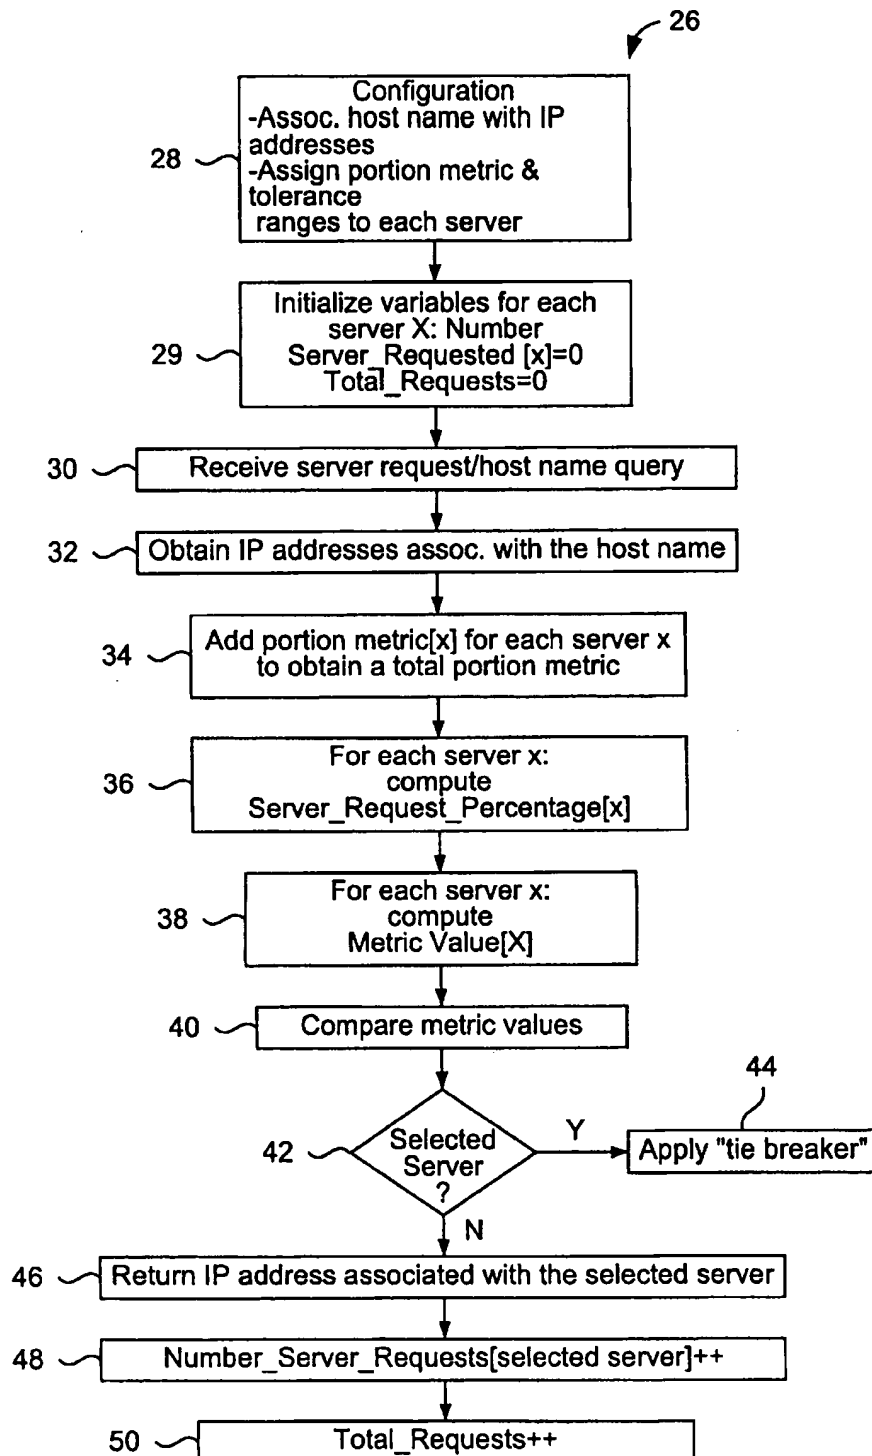 26
Configuration
-Assoc. host name with IP
addresses
-Assign portion metric &
tolerance
ranges to each server
28
Initialize variables for each
server X: Number
Server_Requested [x]=0
Total_Requests=0
29
30
Receive server request/host name query
32
Obtain IP addresses assoc. with the host name
34
Add portion metric[x] for each server x
to obtain a total portion metric
36
For each server x:
compute
Server_Request_Percentage[x]
38
For each server x:
compute
Metric Value[X]
40
Compare metric values
42
Selected
Server
?
Y
44
Apply "tie breaker"
N
46
Return IP address associated with the selected server
48
Number_Server_Requests[selected server]++
50
Total_Requests++